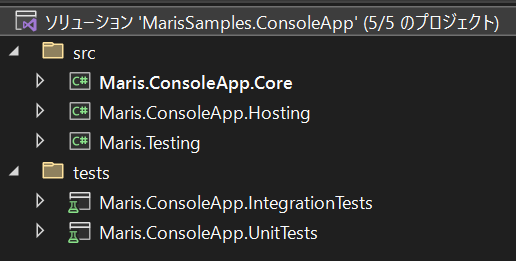 ソリューション 'MarisSamples.ConsoleApp' (5/5 のプロジェクト)
src
C# Maris.ConsoleApp.Core
C# Maris.ConsoleApp.Hosting
C# Maris.Testing
tests
Maris.ConsoleApp.IntegrationTests
Maris.ConsoleApp.UnitTests